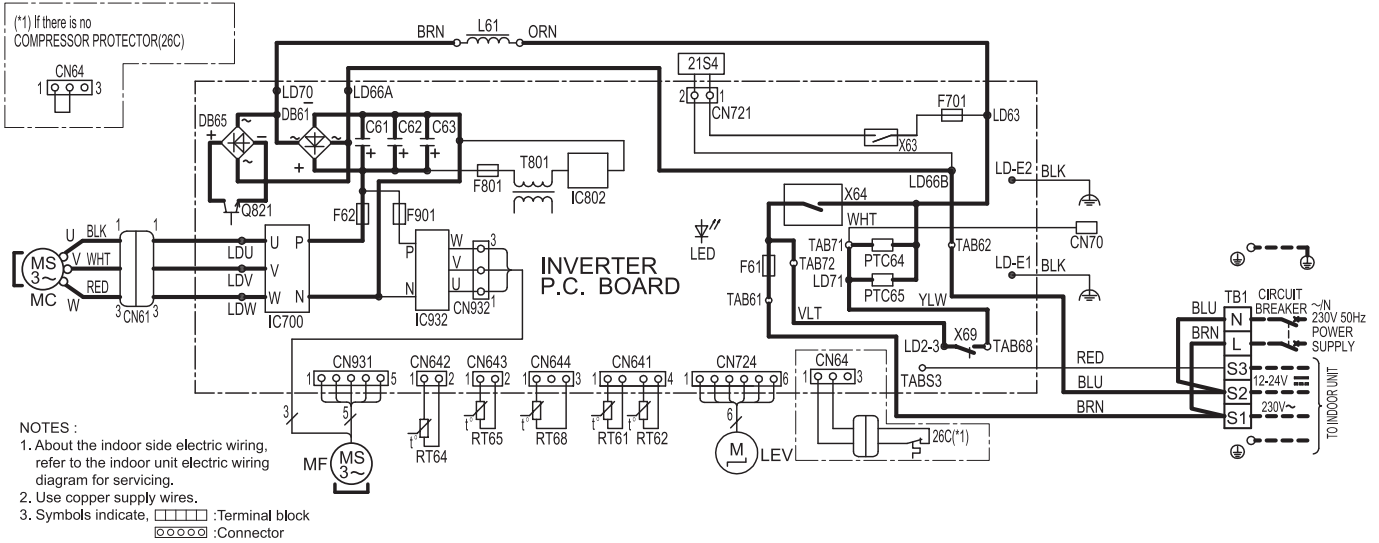 (*1) If there is no
COMPRESSOR PROTECTOR(26C)
CN64
1 3
BRN L61 ORN
21S4
2 1
CN721
F701
LD63
X63
LD70 LD66A
DB65 DB61
~ − ~ ~
+ − ~ +
C61 C62 C63
+ + +
F801 T801 IC802
Q821
F62 F901
LD66B
LD-E2 BLK
X64
WHT
LED
TAB71 PTC64
TAB72
LD71
PTC65
TAB62
CN70
F61
LD-E1 BLK
TAB61
YLW
VLT
LD2-3 X69 TAB68
U BLK
V WHT
RED
W
MS
3~
MC
1 1
3 3
CN61
LDU
LDV
LDW
U P
V
W N
IC700
P W
V
N U
IC932
3
1
CN932
INVERTER
P.C. BOARD
TB1
CIRCUIT
BREAKER ~/N
230V 50Hz
POWER
SUPPLY
BLU N
BRN L
RED S3
12-24V
BLU S2
230V~
BRN S1
TO INDOOR UNIT
TABS3
CN931
1 5
CN642
1 2
CN643
1 2
CN644
1 3
CN641
1 4
CN724
1 6
CN64
1 3
3 5
MF MS
3~
t° RT64
t° RT65
t° RT68
t° RT61
t° RT62
6
M
LEV
26C(*1)
NOTES :
1. About the indoor side electric wiring,
refer to the indoor unit electric wiring
diagram for servicing.
2. Use copper supply wires.
3. Symbols indicate, :Terminal block
:Connector